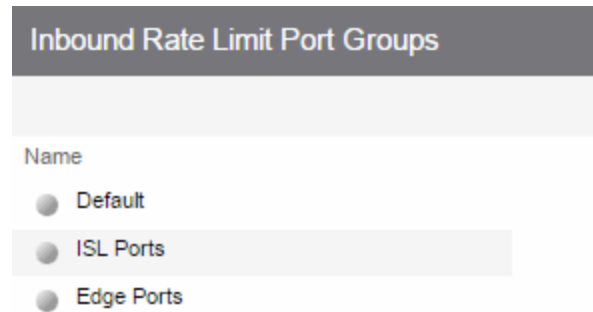 Inbound Rate Limit Port Groups
Name
Default
ISL Ports
Edge Ports